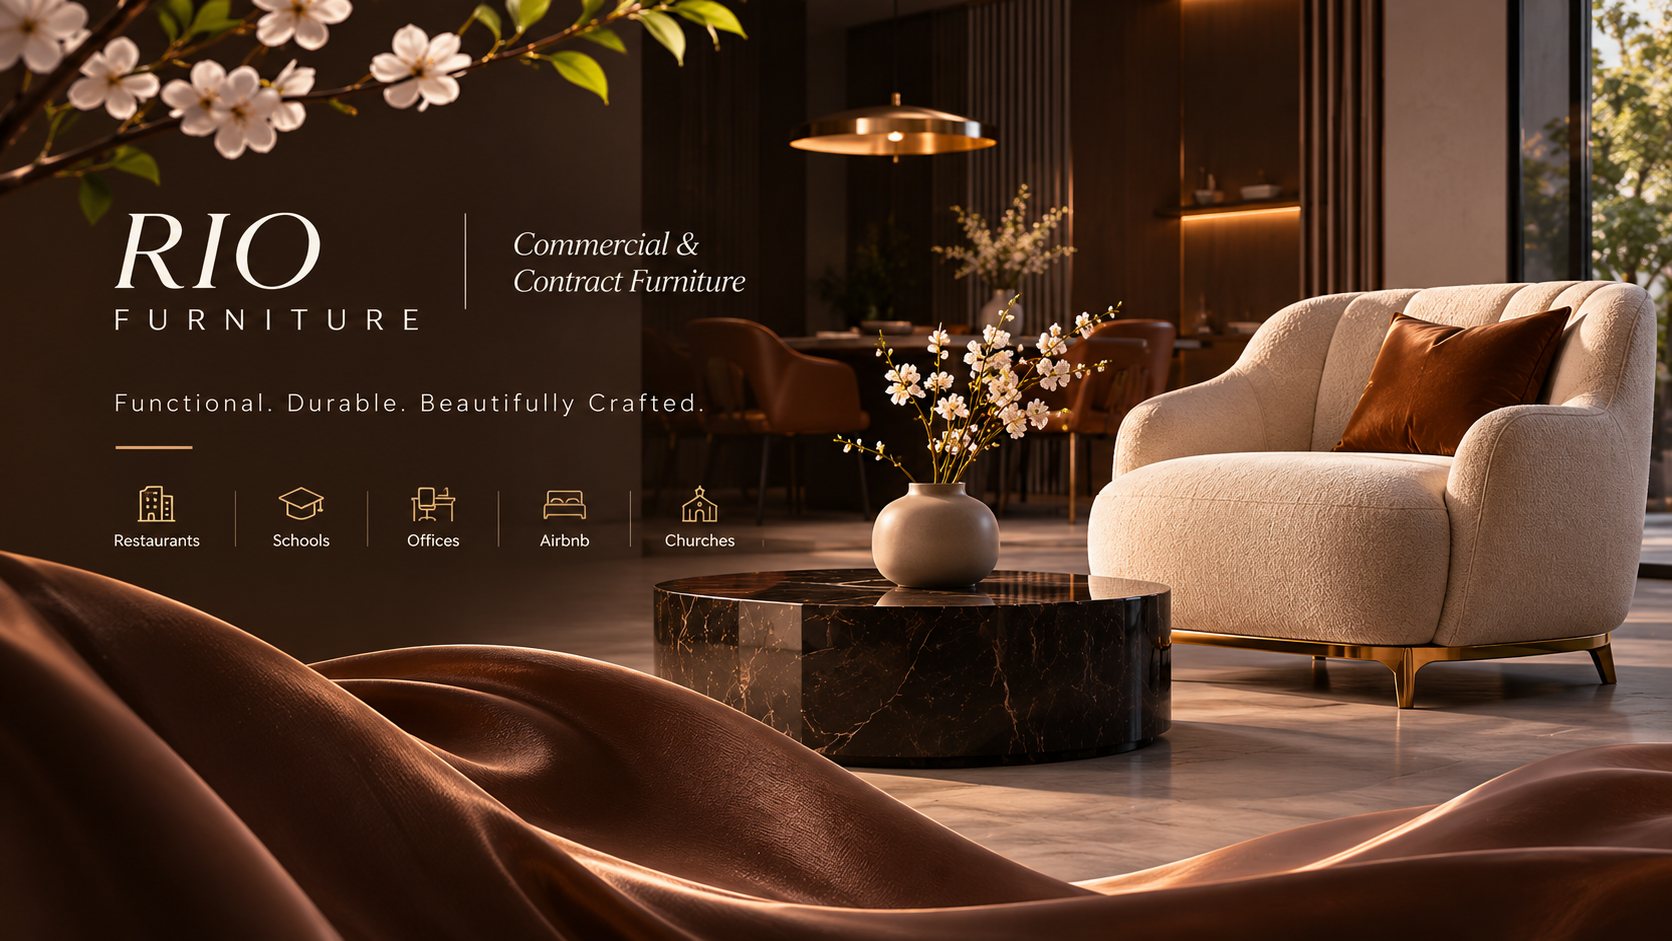 RIO
FURNITURE
Commercial &
Contract Furniture
Functional. Durable. Beautifully Crafted.
Restaurants
Schools
Offices
Airbnb
Churches